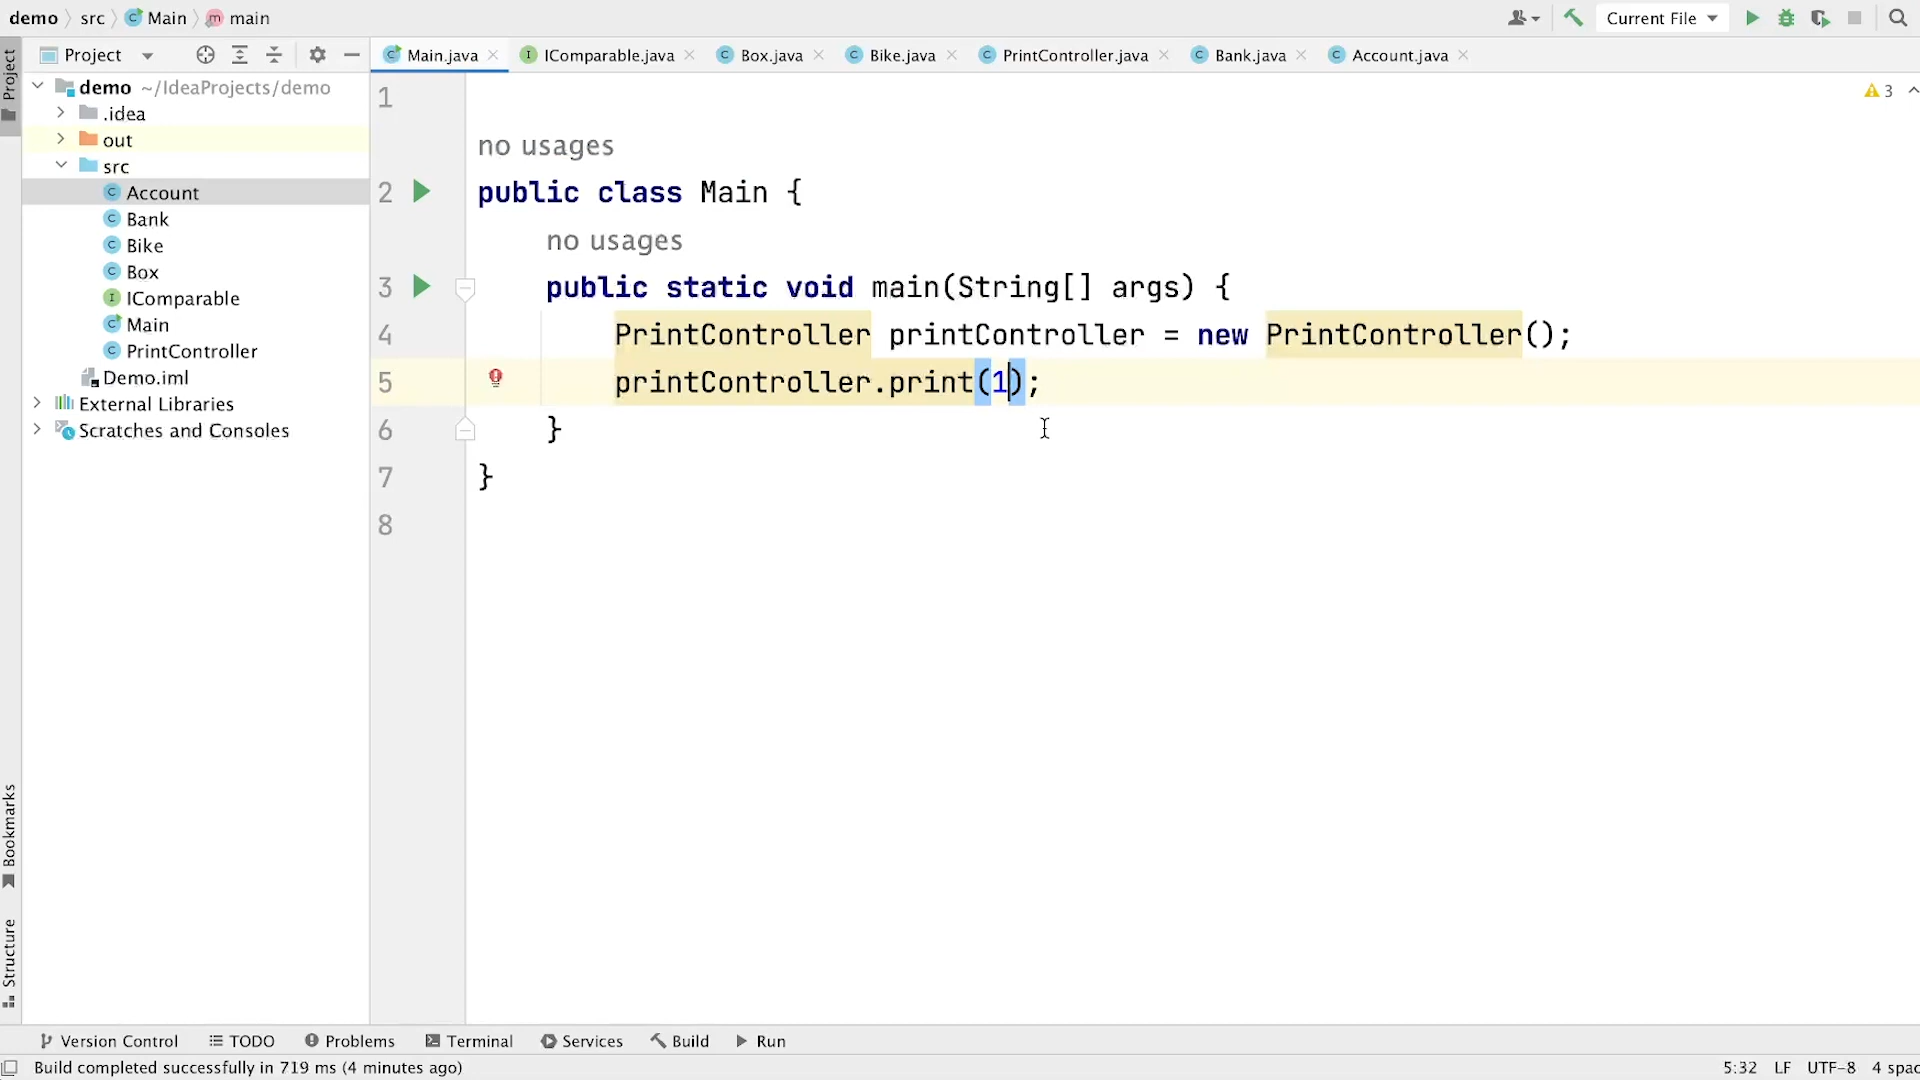 demo src Main main
Current File
Project
Main.java IComparable.java Box.java Bike.java PrintController.java Bank.java Account.java
Project
demo ~/IdeaProjects/demo
.idea
out
src
Account
Bank
Bike
Box
IComparable
Main
PrintController
Demo.iml
External Libraries
Scratches and Consoles
1
no usages
2 public class Main {
no usages
3 public static void main(String[] args) {
4 PrintController printController = new PrintController();
5 printController.print(1);
6 }
7 }
8
3
Bookmarks
Structure
Version Control TODO Problems Terminal Services Build Run
Build completed successfully in 719 ms (4 minutes ago)
5:32 LF UTF-8 4 spac